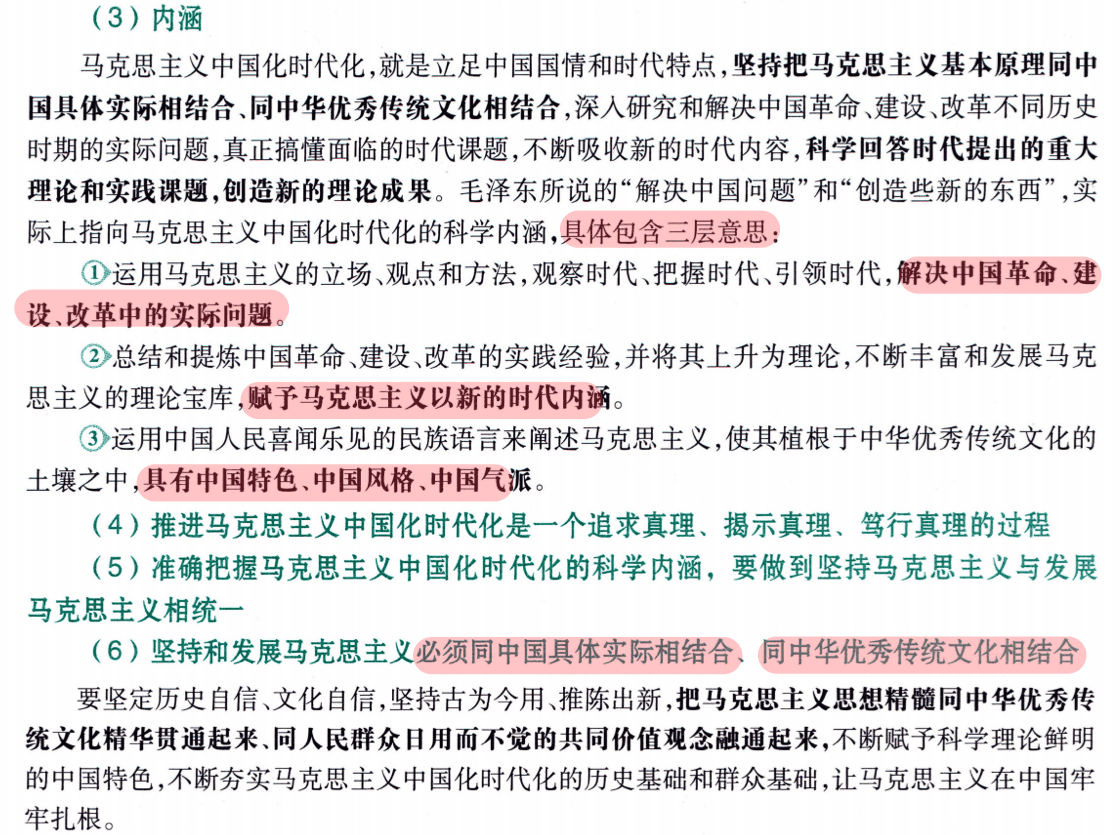 （3）内涵
马克思主义中国化时代化,就是立足中国国情和时代特点,坚持把马克思主义基本原理同中
国具体实际相结合、同中华优秀传统文化相结合,深入研究和解决中国革命、建设、改革不同历史
时期的实际问题,真正搞懂面临的时代课题,不断吸收新的时代内容,科学回答时代提出的重大
理论和实践课题,创造新的理论成果。毛泽东所说的“解决中国问题”和“创造些新的东西”,实
际上指向马克思主义中国化时代化的科学内涵,具体包含三层意思:
①运用马克思主义的立场、观点和方法,观察时代、把握时代、引领时代,解决中国革命、建
设、改革中的实际问题。
②总结和提炼中国革命、建设、改革的实践经验,并将其上升为理论,不断丰富和发展马克
思主义的理论宝库,赋予马克思主义以新的时代内涵。
③运用中国人民喜闻乐见的民族语言来阐述马克思主义,使其植根于中华优秀传统文化的
土壤之中,具有中国特色、中国风格、中国气派。
（4）推进马克思主义中国化时代化是一个追求真理、揭示真理、笃行真理的过程
（5）准确把握马克思主义中国化时代化的科学内涵，要做到坚持马克思主义与发展
马克思主义相统一
（6）坚持和发展马克思主义必须同中国具体实际相结合、同中华优秀传统文化相结合
要坚定历史自信、文化自信,坚持古为今用、推陈出新,把马克思主义思想精髓同中华优秀传
统文化精华贯通起来、同人民群众日用而不觉的共同价值观念融通起来,不断赋予科学理论鲜明
的中国特色,不断夯实马克思主义中国化时代化的历史基础和群众基础,让马克思主义在中国牢
牢扎根。